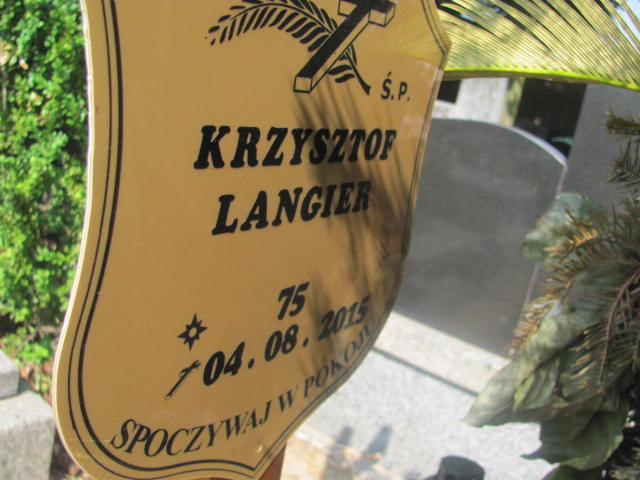 Ś.P.
KRZYSZTOF
LANGIER
75
04.08.2015
SPOCZYWAJ W POKOJU